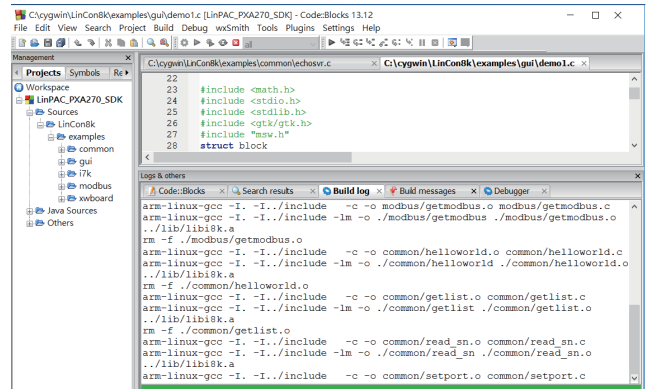 C:\cygwin\LinCon8k\examples\gui\demo1.c [LinPAC_PXA270_SDK] - Code::Blocks 13.12
File Edit View Search Project Build Debug wxSmith Tools Plugins Settings Help
all
Management
Projects Symbols Re
Workspace
LinPAC_PXA270_SDK
Sources
LinCon8k
examples
common
gui
i7k
modbus
xwboard
Java Sources
Others
C:\cygwin\LinCon8k\examples\common\echosvr.c C:\cygwin\LinCon8k\examples\gui\demo1.c
22
23 #include <math.h>
24 #include <stdio.h>
25 #include <stdlib.h>
26 #include <gtk/gtk.h>
27 #include "msw.h"
28 struct block
Logs & others
Code::Blocks Search results Build log Build messages Debugger
arm-linux-gcc -I. -I../include -c -o modbus/getmodbus.o modbus/getmodbus.c
arm-linux-gcc -I. -I../include -lm -o ./modbus/getmodbus ./modbus/getmodbus.o
../lib/libi8k.a
rm -f ./modbus/getmodbus.o
arm-linux-gcc -I. -I../include -c -o common/helloworld.o common/helloworld.c
arm-linux-gcc -I. -I../include -lm -o ./common/helloworld ./common/helloworld.o
../lib/libi8k.a
rm -f ./common/helloworld.o
arm-linux-gcc -I. -I../include -c -o common/getlist.o common/getlist.c
arm-linux-gcc -I. -I../include -lm -o ./common/getlist ./common/getlist.o
../lib/libi8k.a
rm -f ./common/getlist.o
arm-linux-gcc -I. -I../include -c -o common/read_sn.o common/read_sn.c
arm-linux-gcc -I. -I../include -lm -o ./common/read_sn ./common/read_sn.o
../lib/libi8k.a
arm-linux-gcc -I. -I../include -c -o common/setport.o common/setport.c